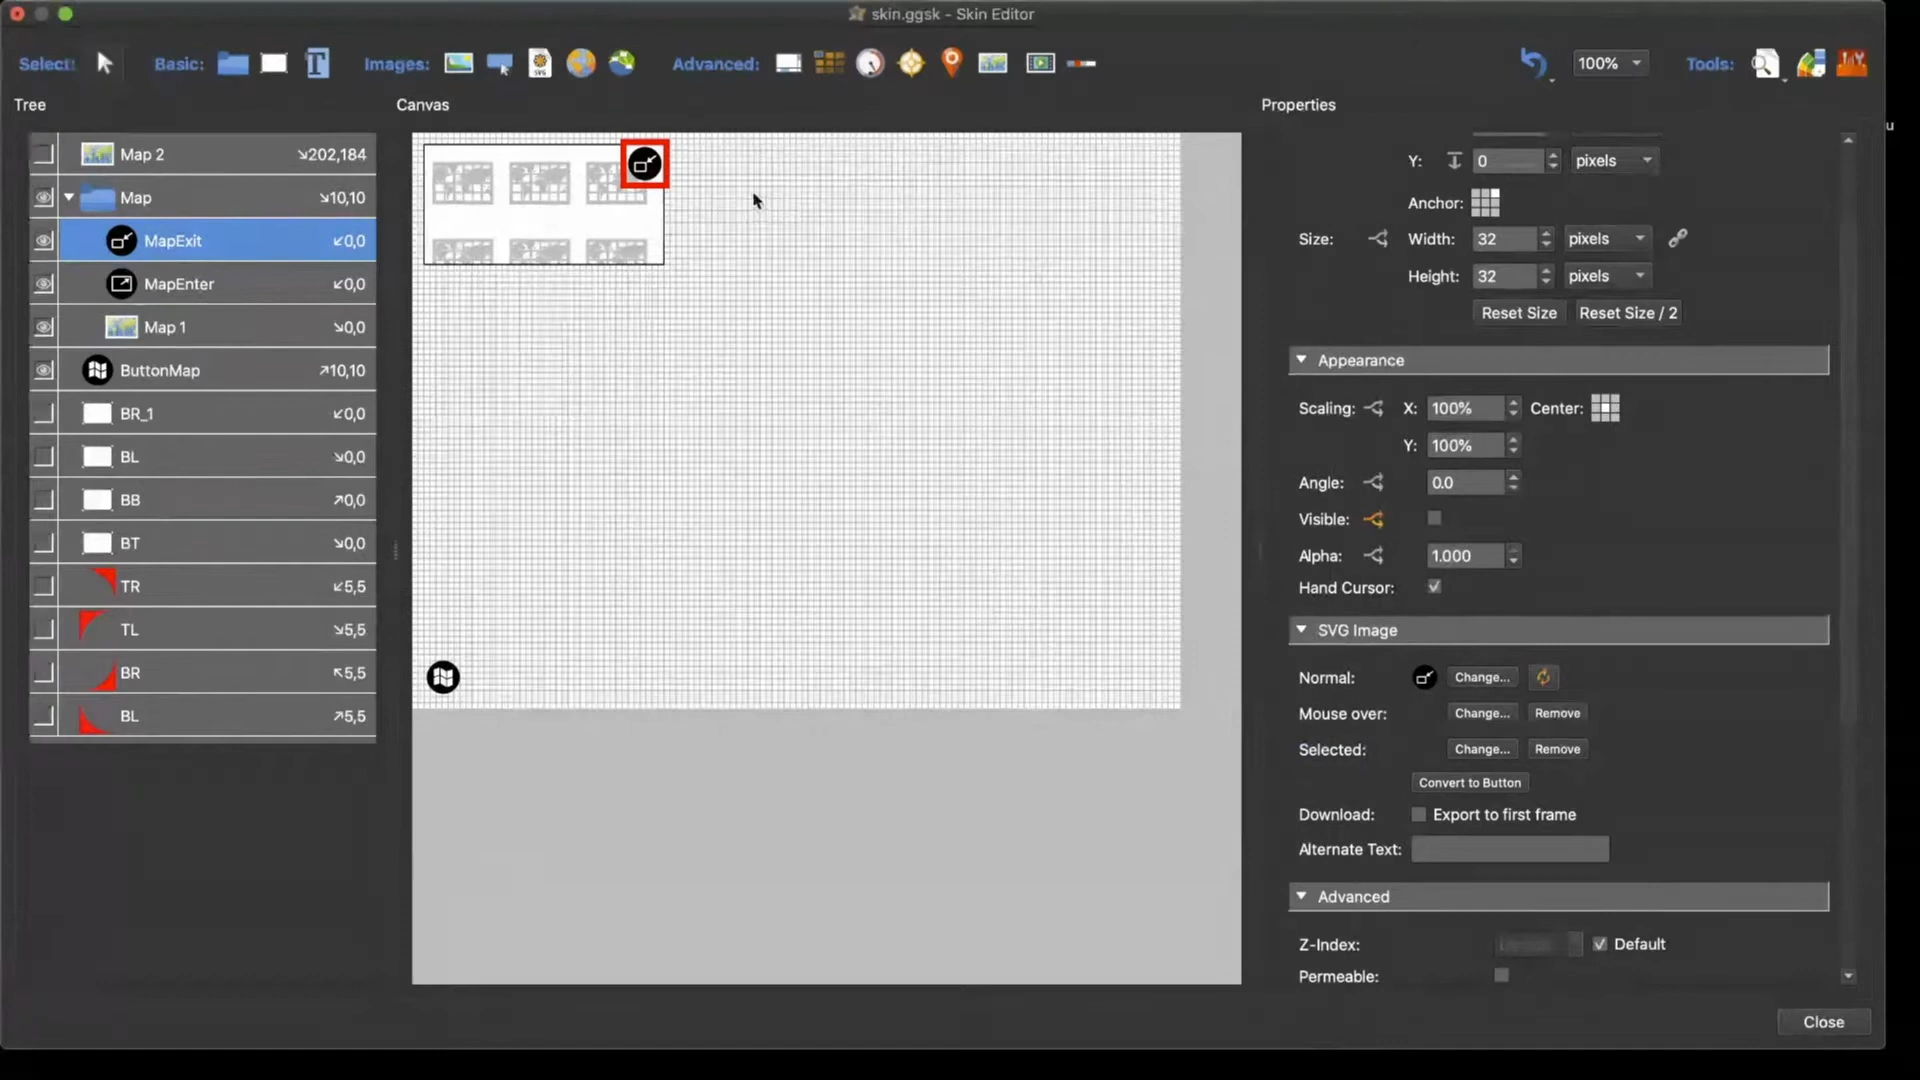 skin.ggsk - Skin Editor
Select: Basic: T Images: SVG Advanced: 100% Tools:
Tree Canvas Properties
u
Map 2 ↘202,184
Map ↘10,10
MapExit ↙0,0
MapEnter ↙0,0
Map 1 ↘0,0
ButtonMap ↗10,10
BR_1 ↙0,0
BL ↘0,0
BB ↗0,0
BT ↘0,0
TR ↙5,5
TL ↘5,5
BR ↖5,5
BL ↗5,5
Y: 0 pixels
Anchor:
Size: Width: 32 pixels
Height: 32 pixels
Reset Size Reset Size / 2
Appearance
Scaling: X: 100% Center:
Y: 100%
Angle: 0.0
Visible:
Alpha: 1.000
Hand Cursor:
SVG Image
Normal: Change...
Mouse over: Change... Remove
Selected: Change... Remove
Convert to Button
Download: Export to first frame
Alternate Text:
Advanced
Z-Index: Default
Permeable:
Close